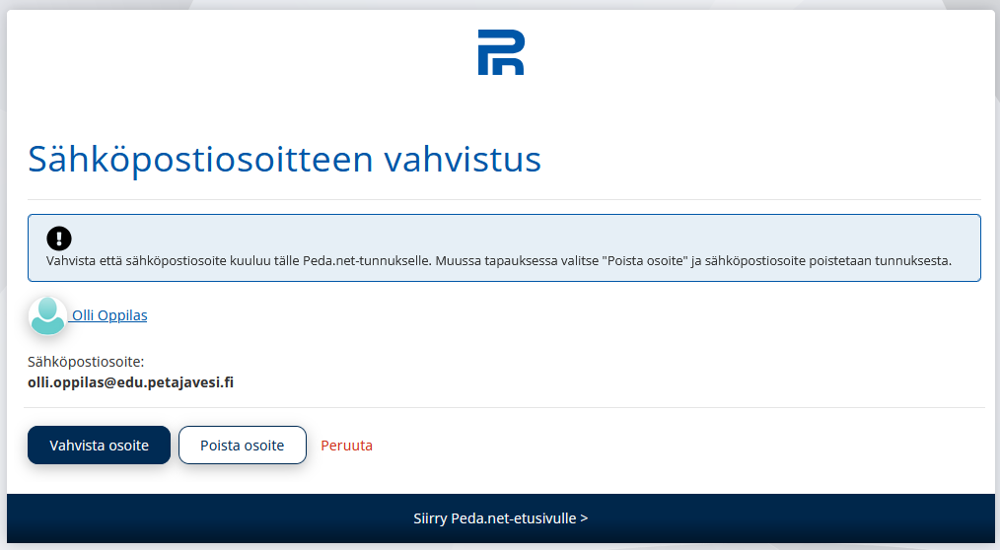 Sähköpostiosoitteen vahvistus
Vahvista että sähköpostiosoite kuuluu tälle Peda.net-tunnukselle. Muussa tapauksessa valitse "Poista osoite" ja sähköpostiosoite poistetaan tunnuksesta.
Olli Oppilas
Sähköpostiosoite:
olli.oppilas@edu.petajavesi.fi
Vahvista osoite Poista osoite Peruuta
Siirry Peda.net-etusivulle >